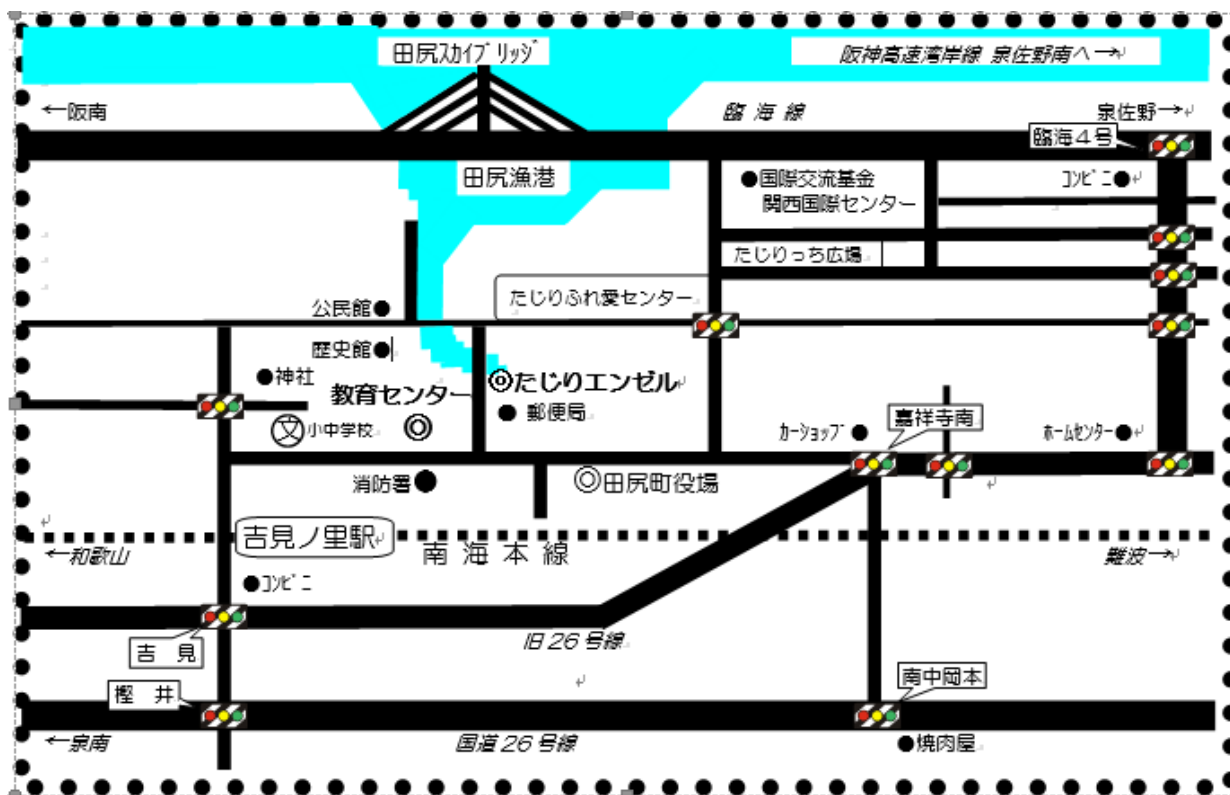 田尻ｽｶｲﾌﾞﾘｯｼﾞ
阪神高速湾岸線 泉佐野南へ→
←阪南
臨海線
泉佐野→
臨海４号
田尻漁港
●国際交流基金
関西国際センター
ｺﾝﾋﾞﾆ●
たじりっち広場
たじりふれ愛センター
公民館●
歴史館●
●神社
教育センター
◎たじりエンゼル
● 郵便局
文 小中学校 ◎
ｶｰｼｮｯﾌﾟ●
嘉祥寺南
ﾎｰﾑｾﾝﾀｰ●
消防署●
◎田尻町役場
吉見ノ里駅
南海本線
←和歌山
難波→
●ｺﾝﾋﾞﾆ
旧26号線
吉　見
樫　井
南中岡本
←泉南
国道26号線
●焼肉屋